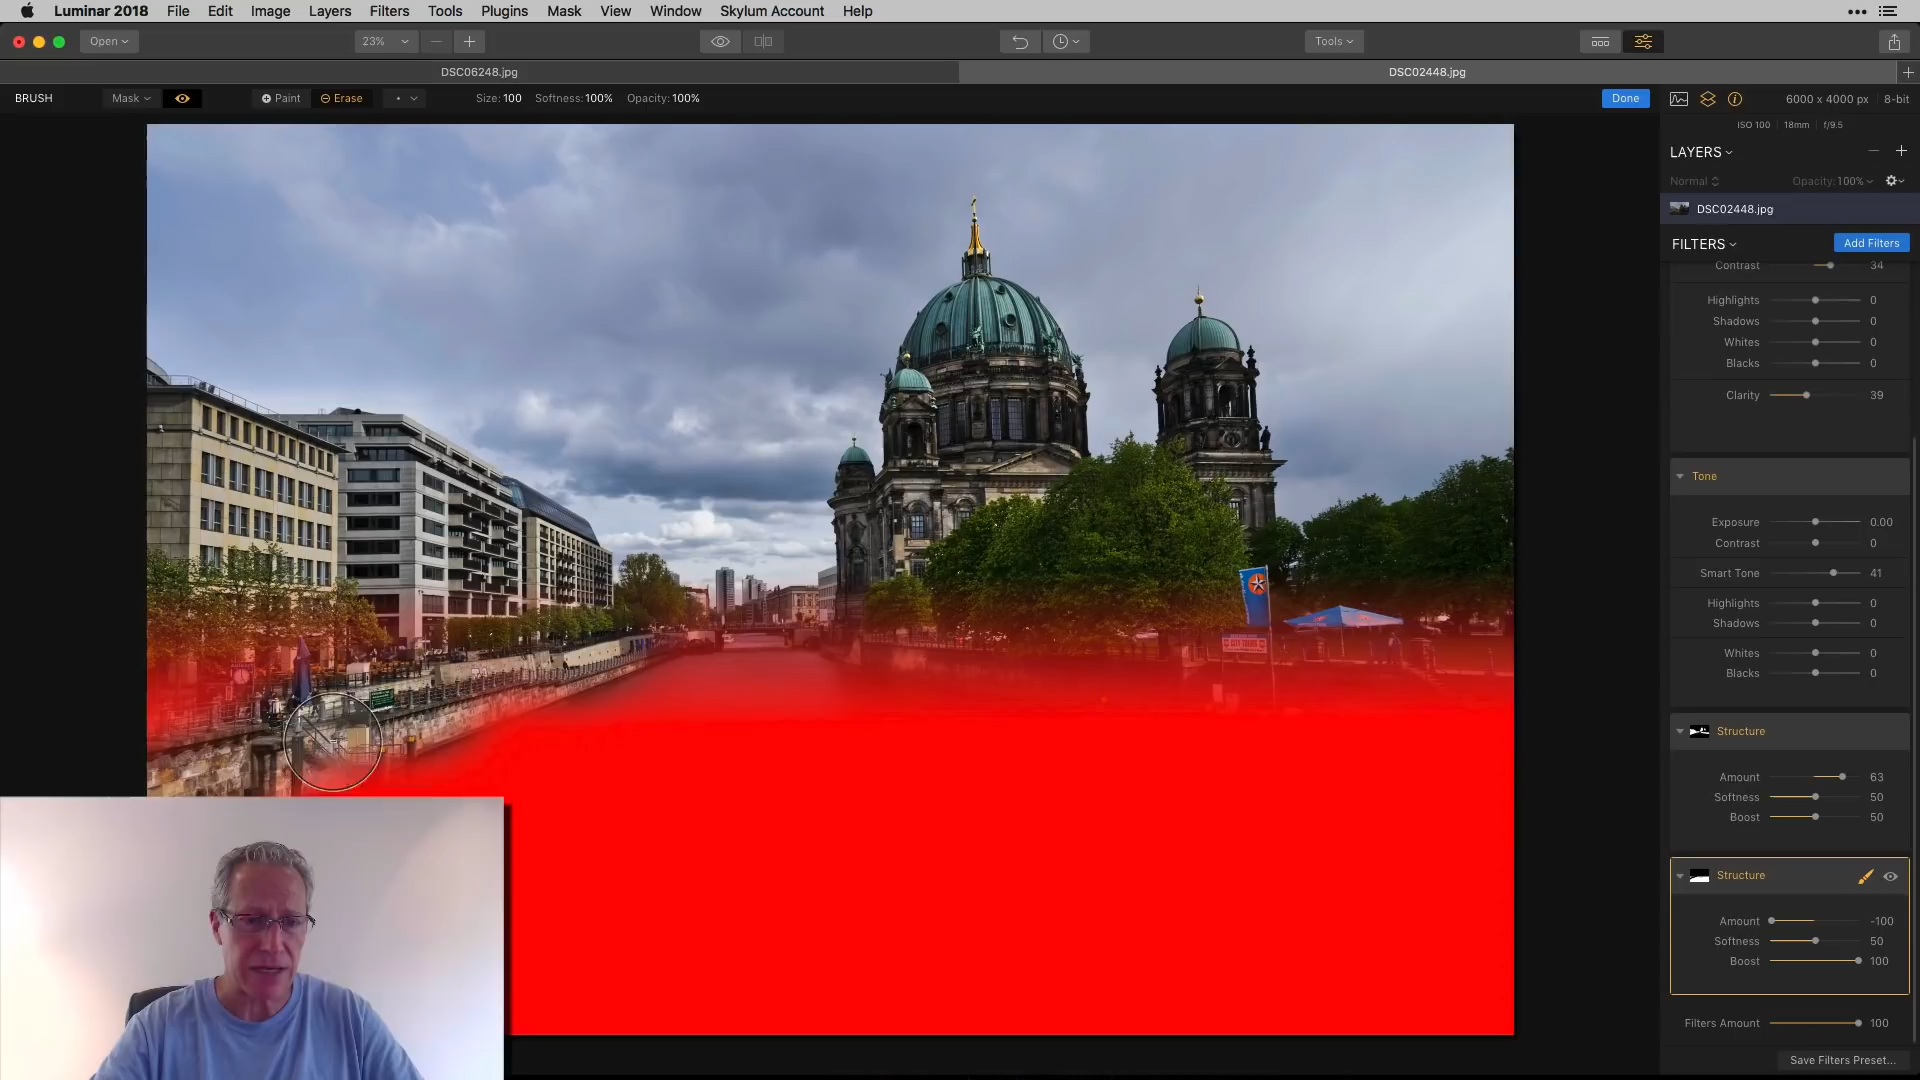 Luminar 2018 File Edit Image Layers Filters Tools Plugins Mask View Window Skylum Account Help
Open 23% Tools
DSC06248.jpg DSC02448.jpg
BRUSH Mask Paint Erase Size:100 Softness:100% Opacity:100% Done
6000 x 4000 px 8-bit
ISO 100 18mm f/9.5
LAYERS
Normal Opacity:100%
DSC02448.jpg
FILTERS Add Filters
Contrast 34
Highlights 0
Shadows 0
Whites 0
Blacks 0
Clarity 39
Tone
Exposure 0.00
Contrast 0
Smart Tone 41
Highlights 0
Shadows 0
Whites 0
Blacks 0
Structure
Amount 63
Softness 50
Boost 50
Structure
Amount -100
Softness 50
Boost 100
Filters Amount 100
Save Filters Preset...
CITY TOURS